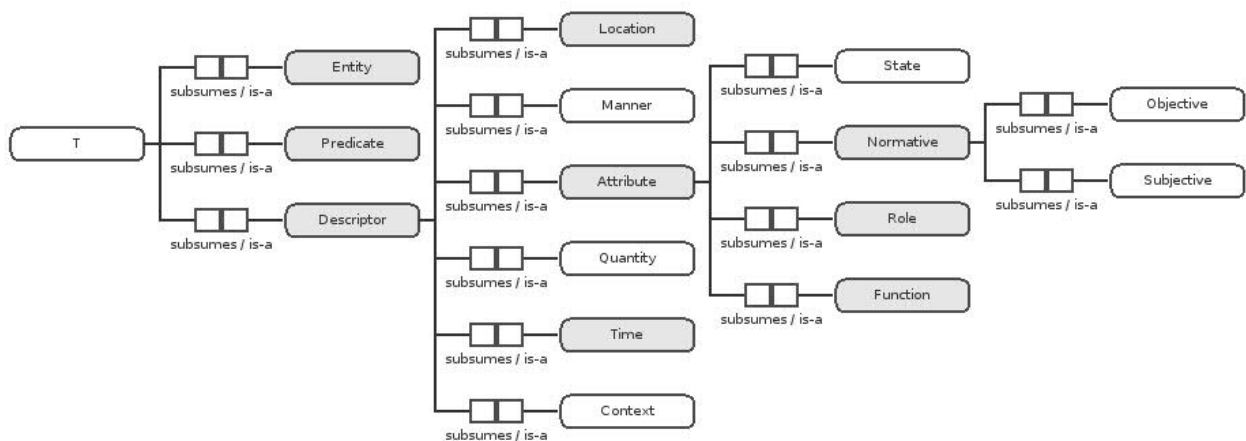 T
Entity
subsumes / is-a
Predicate
subsumes / is-a
Descriptor
subsumes / is-a
Location
subsumes / is-a
Manner
subsumes / is-a
Attribute
subsumes / is-a
Quantity
subsumes / is-a
Time
subsumes / is-a
Context
subsumes / is-a
State
subsumes / is-a
Normative
subsumes / is-a
Role
subsumes / is-a
Function
subsumes / is-a
Objective
subsumes / is-a
Subjective
subsumes / is-a